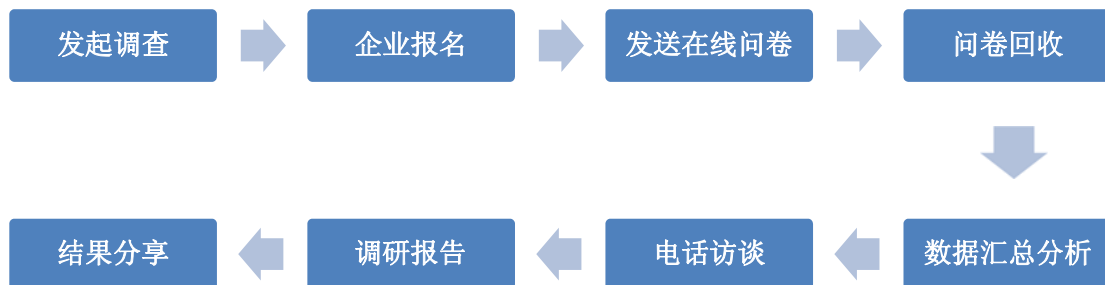 发起调查
企业报名
发送在线问卷
问卷回收
数据汇总分析
电话访谈
调研报告
结果分享